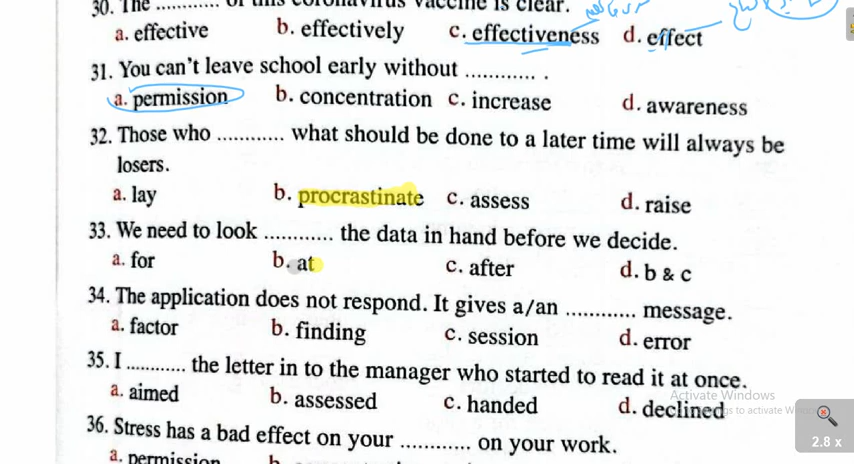 30. The ............ of this coronavirus vaccine is clear.
a. effective b. effectively c. effectiveness d. effect
31. You can't leave school early without ............ .
a. permission b. concentration c. increase d. awareness
32. Those who ............ what should be done to a later time will always be
losers.
a. lay b. procrastinate c. assess d. raise
33. We need to look ............ the data in hand before we decide.
a. for b. at c. after d. b & c
34. The application does not respond. It gives a/an ............ message.
a. factor b. finding c. session d. error
35. I ............ the letter in to the manager who started to read it at once.
a. aimed b. assessed c. handed d. declined
Activate Windows
to activate
36. Stress has a bad effect on your ............ on your work.
a. permission b.
2.8 x